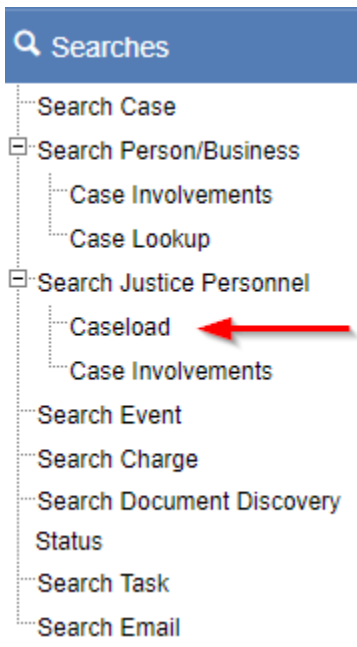 Searches
Search Case
Search Person/Business
Case Involvements
Case Lookup
Search Justice Personnel
Caseload
Case Involvements
Search Event
Search Charge
Search Document Discovery
Status
Search Task
Search Email